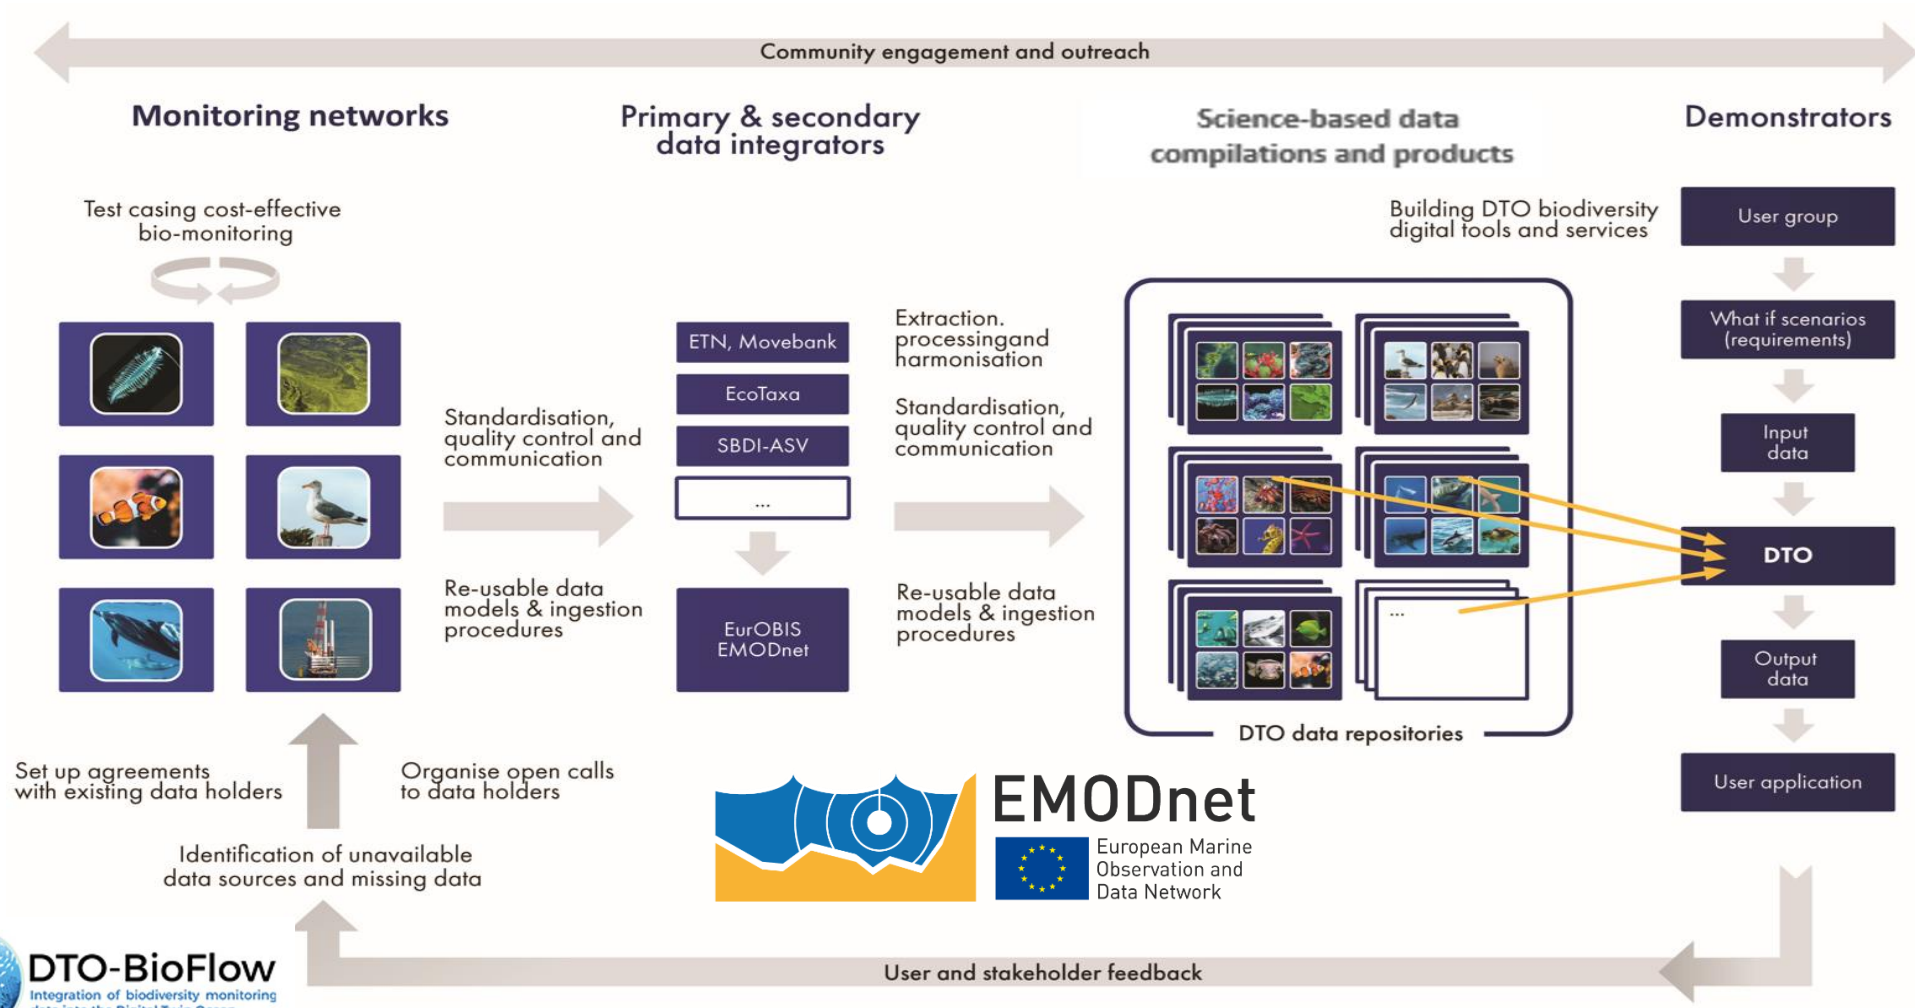 Community engagement and outreach
Monitoring networks
Primary & secondary
data integrators
Science-based data
compilations and products
Demonstrators
Test casing cost-effective
bio-monitoring
Building DTO biodiversity
digital tools and services
User group
What if scenarios
(requirements)
Input
data
DTO
Output
data
User application
Standardisation,
quality control and
communication
Re-usable data
models & ingestion
procedures
ETN, Movebank
EcoTaxa
SBDI-ASV
...
EurOBIS
EMODnet
Extraction.
processingand
harmonisation
Standardisation,
quality control and
communication
Re-usable data
models & ingestion
procedures
...
DTO data repositories
Set up agreements
with existing data holders
Organise open calls
to data holders
Identification of unavailable
data sources and missing data
EMODnet
European Marine
Observation and
Data Network
User and stakeholder feedback
DTO-BioFlow
Integration of biodiversity monitoring
data into the Digital Twin Ocean